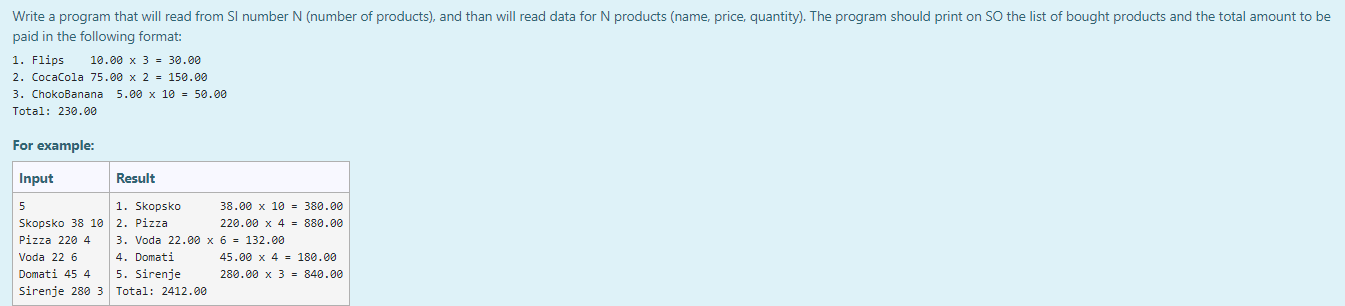 Write a program that will read from SI number N (number of products), and than will read data for N products (name, price, quantity). The program should print on SO the list of bought products and the total amount to be
paid in the following format:
1. Flips    10.00 x 3 = 30.00
2. CocaCola 75.00 x 2 = 150.00
3. ChokoBanana  5.00 x 10 = 50.00
Total: 230.00
For example:
Input Result
5 1. Skopsko 38.00 x 10 = 380.00
Skopsko 38 10 2. Pizza 220.00 x 4 = 880.00
Pizza 220 4 3. Voda 22.00 x 6 = 132.00
Voda 22 6 4. Domati 45.00 x 4 = 180.00
Domati 45 4 5. Sirenje 280.00 x 3 = 840.00
Sirenje 280 3 Total: 2412.00